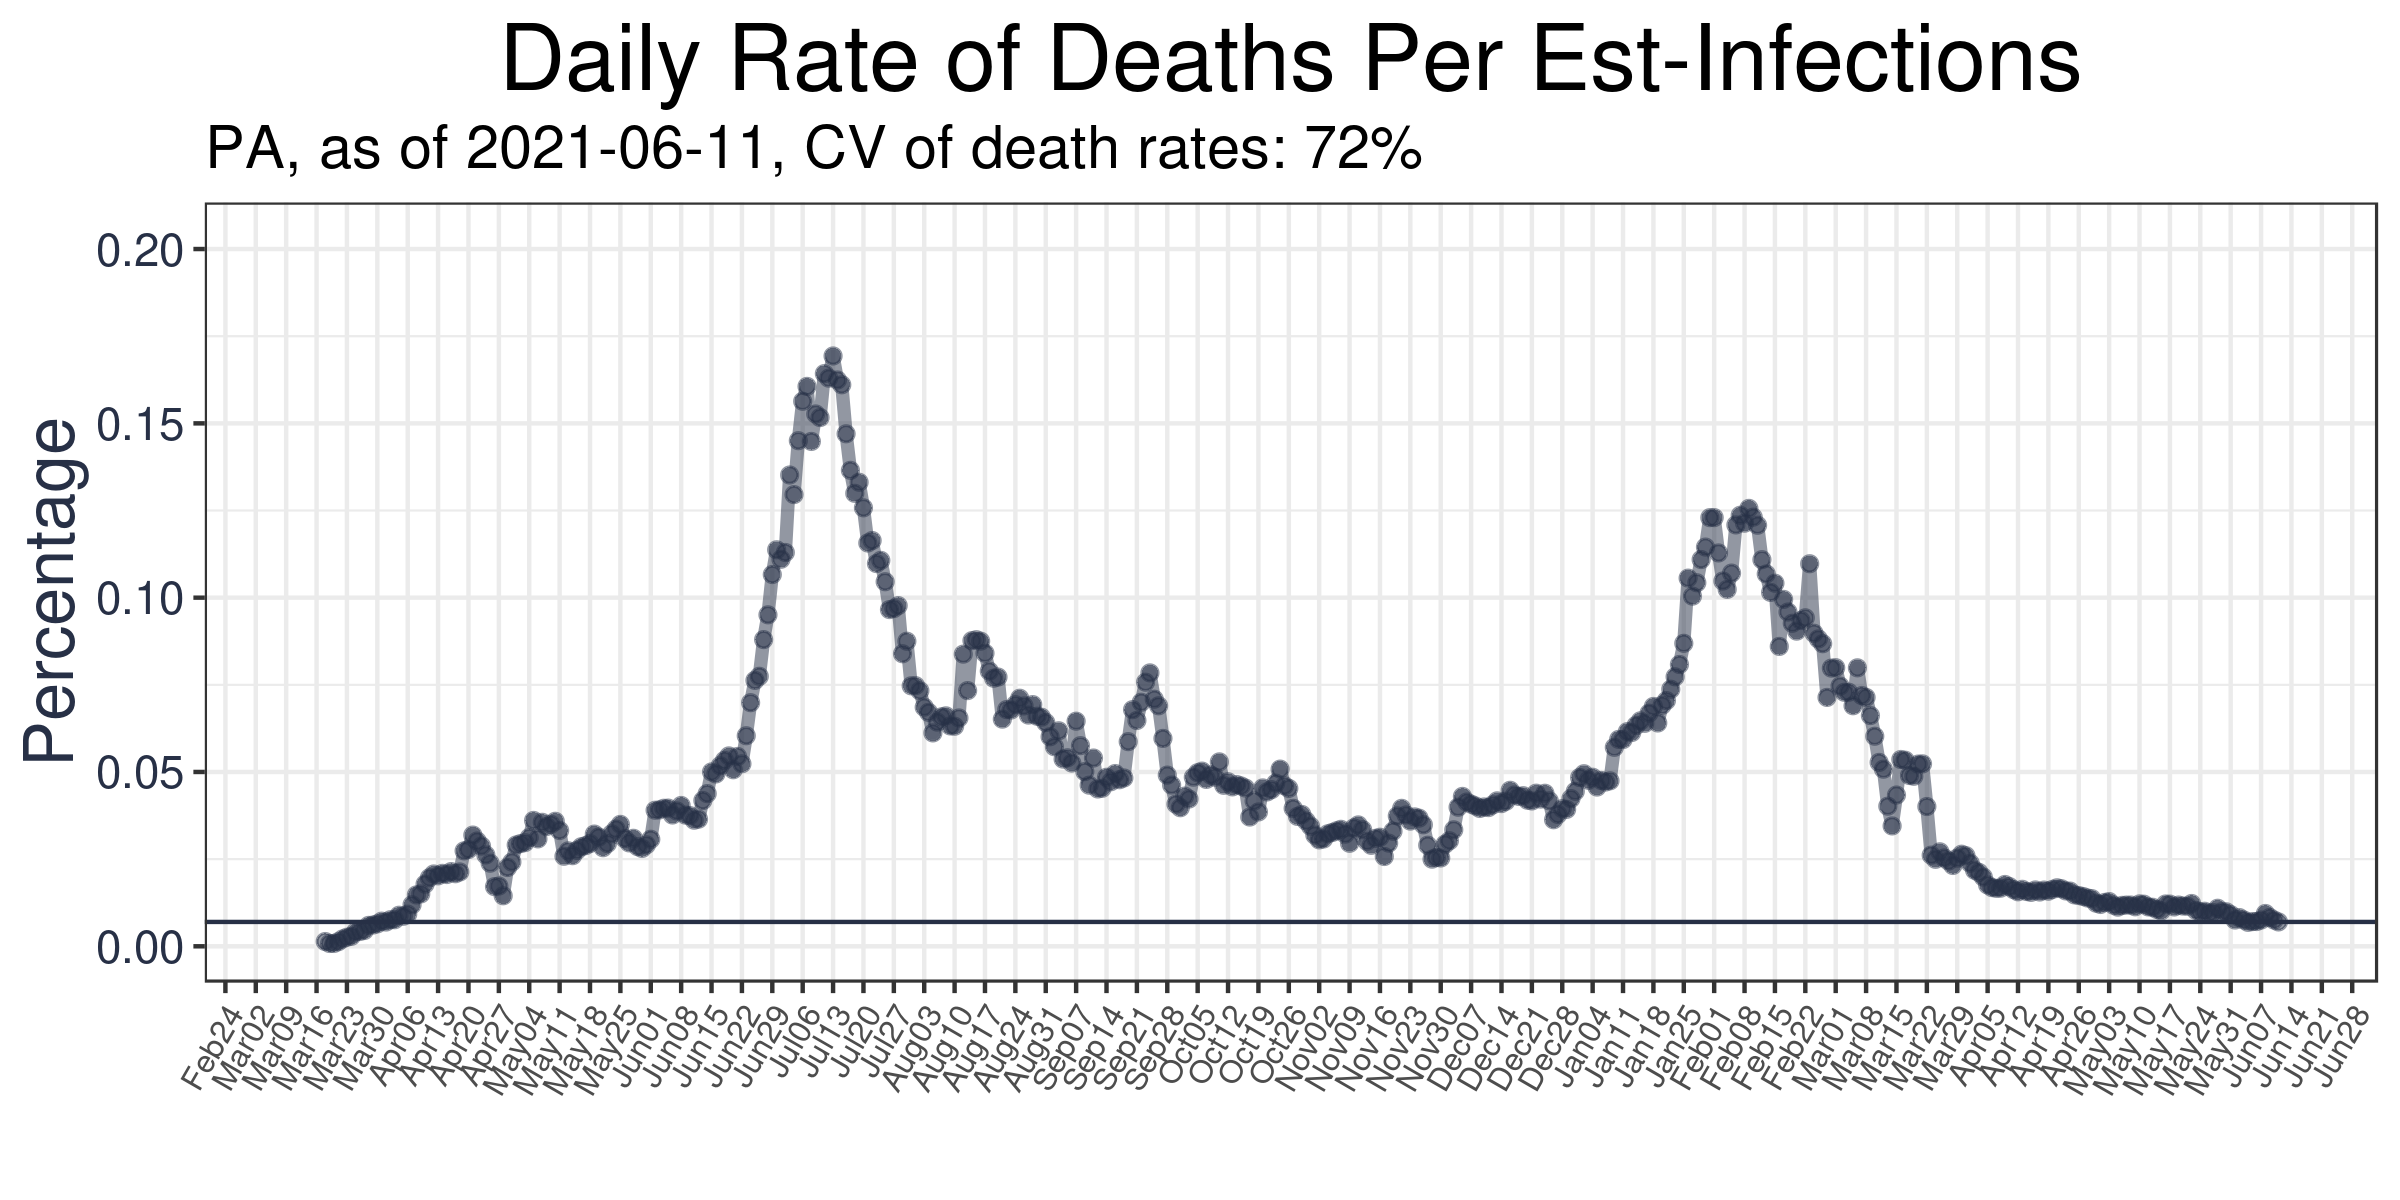 Daily Rate of Deaths Per Est-Infections
PA, as of 2021-06-11, CV of death rates: 72%
Percentage
0.20
0.15
0.10
0.05
0.00
Feb24
Mar02
Mar09
Mar16
Mar23
Mar30
Apr06
Apr13
Apr20
Apr27
May04
May11
May18
May25
Jun01
Jun08
Jun15
Jun22
Jun29
Jul06
Jul13
Jul20
Jul27
Aug03
Aug10
Aug17
Aug24
Aug31
Sep07
Sep14
Sep21
Sep28
Oct05
Oct12
Oct19
Oct26
Nov02
Nov09
Nov16
Nov23
Nov30
Dec07
Dec14
Dec21
Dec28
Jan04
Jan11
Jan18
Jan25
Feb01
Feb08
Feb15
Feb22
Mar01
Mar08
Mar15
Mar22
Mar29
Apr05
Apr12
Apr19
Apr26
May03
May10
May17
May24
May31
Jun07
Jun14
Jun21
Jun28